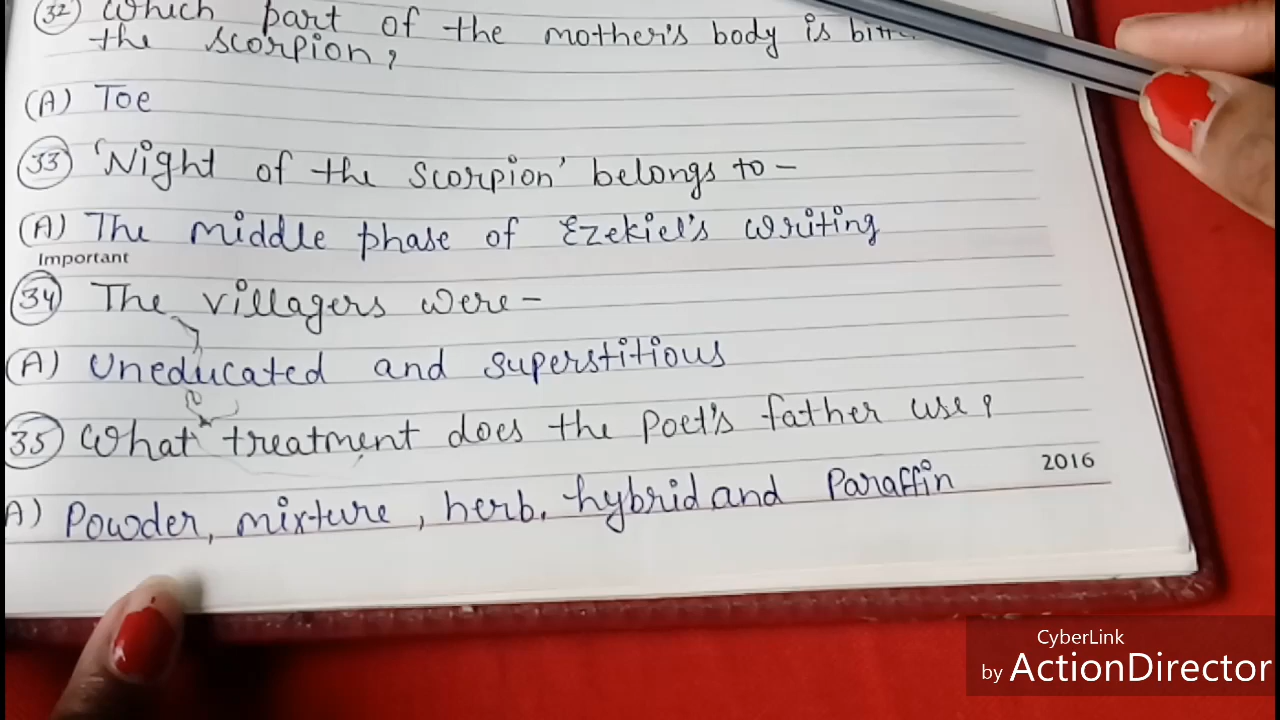 32 Which part of the mother's body is
the scorpion?
(A) Toe
33 'Night of the Scorpion' belongs to -
(A) The middle phase of Ezekiel's writing
Important
34 The villagers were -
(A) Uneducated and superstitious
35 What treatment does the Poet's father use?
2016
A) Powder, mixture, herb, hybrid and Paraffin
CyberLink
by ActionDirector